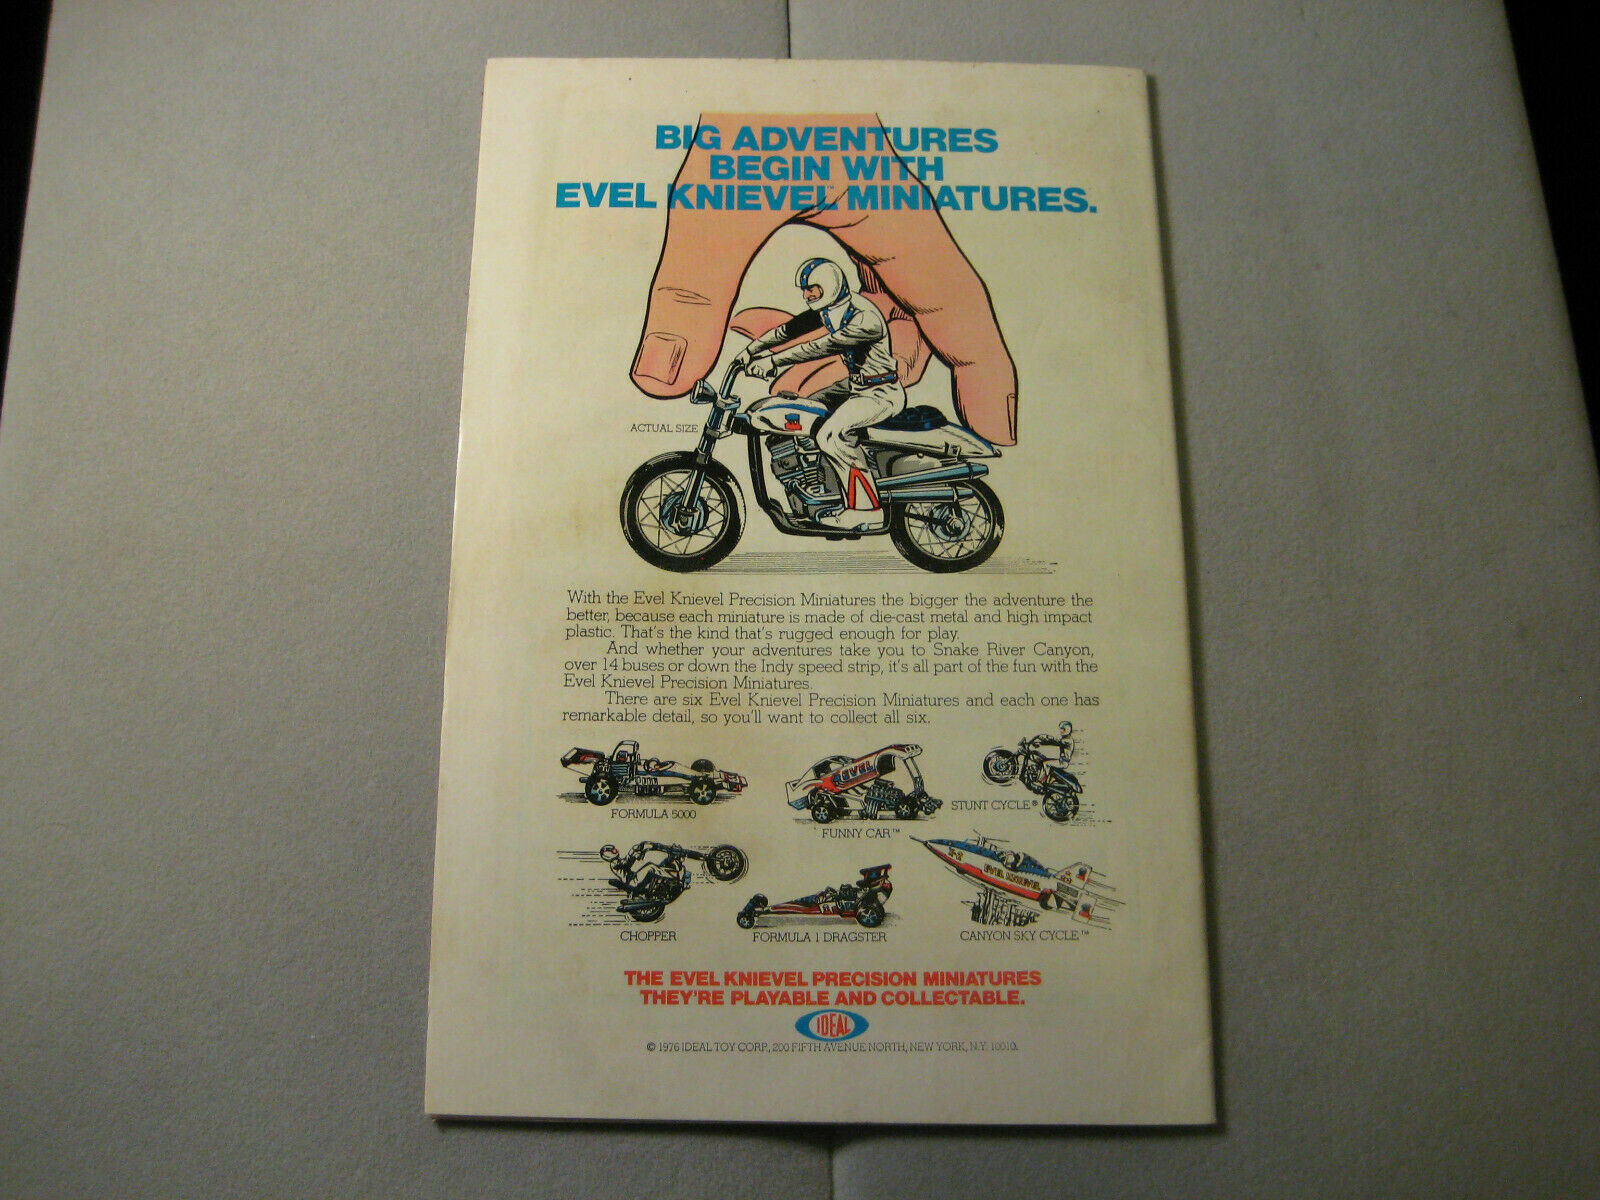 BIG ADVENTURES
BEGIN WITH
EVEL KNIEVEL™ MINIATURES.
ACTUAL SIZE
With the Evel Knievel Precision Miniatures the bigger the adventure the
better, because each miniature is made of die-cast metal and high impact
plastic. That's the kind that's rugged enough for play.
And whether your adventures take you to Snake River Canyon,
over 14 buses or down the Indy speed strip, it's all part of the fun with the
Evel Knievel Precision Miniatures.
There are six Evel Knievel Precision Miniatures and each one has
remarkable detail, so you'll want to collect all six.
EVEL
STUNT CYCLE®
FORMULA 5000
FUNNY CAR™
X-2
EVEL KNIEVEL
CHOPPER
FORMULA 1 DRAGSTER
CANYON SKY CYCLE™
THE EVEL KNIEVEL PRECISION MINIATURES
THEY'RE PLAYABLE AND COLLECTABLE.
IDEAL
© 1976 IDEAL TOY CORP., 200 FIFTH AVENUE NORTH, NEW YORK, N.Y. 10010.